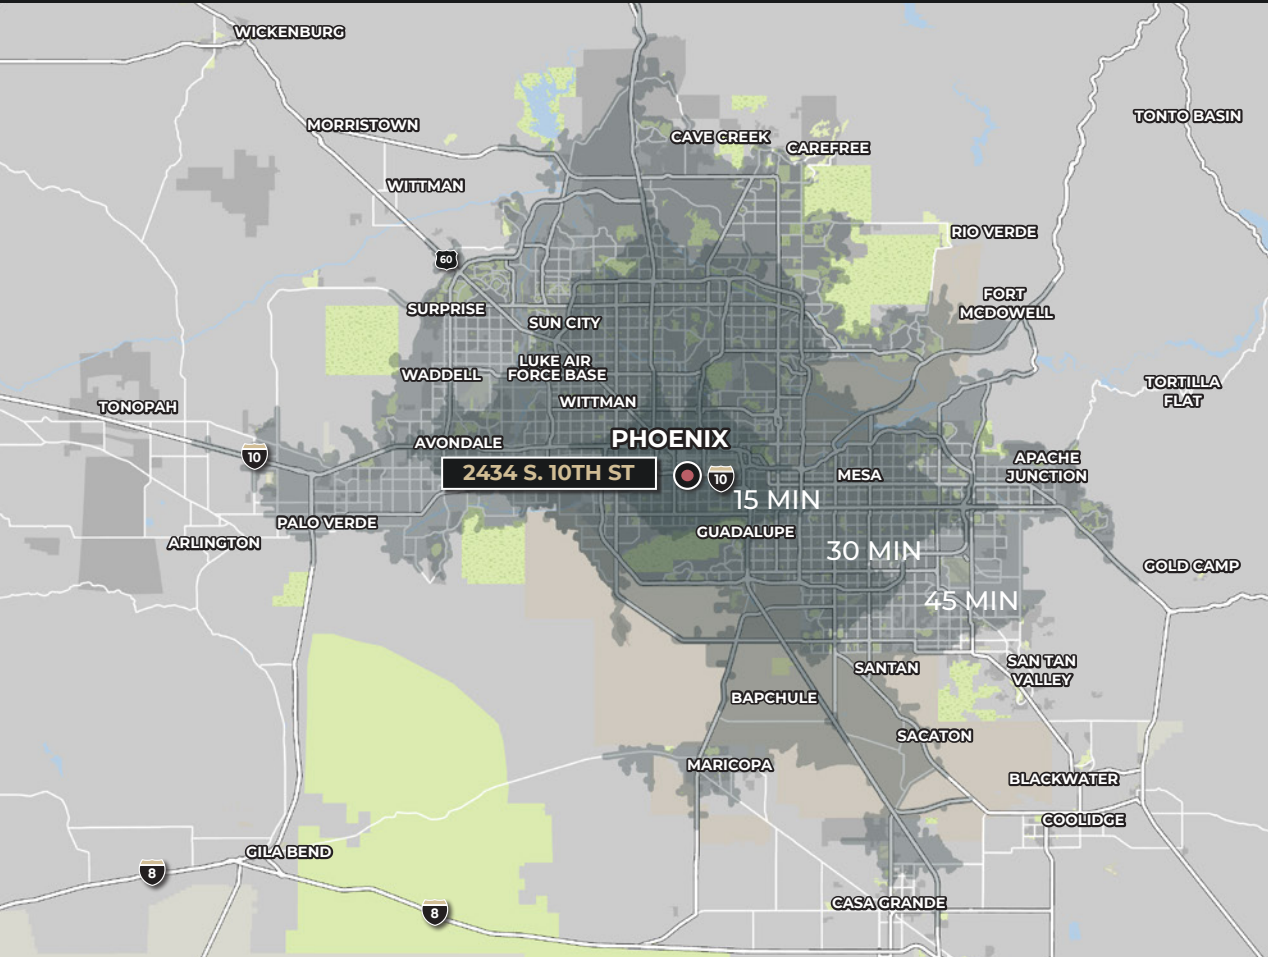 WICKENBURG
TONTO BASIN
MORRISTOWN
CAVE CREEK
CAREFREE
WITTMAN
RIO VERDE
60
FORT
MCDOWELL
SURPRISE
SUN CITY
LUKE AIR
FORCE BASE
WADDELL
TORTILLA
FLAT
WITTMAN
TONOPAH
PHOENIX
AVONDALE
10
2434 S. 10TH ST
10
MESA
APACHE
JUNCTION
15 MIN
PALO VERDE
GUADALUPE
ARLINGTON
30 MIN
GOLD CAMP
45 MIN
SANTAN
SAN TAN
VALLEY
BAPCHULE
SACATON
MARICOPA
BLACKWATER
COOLIDGE
GILA BEND
8
CASA GRANDE
8